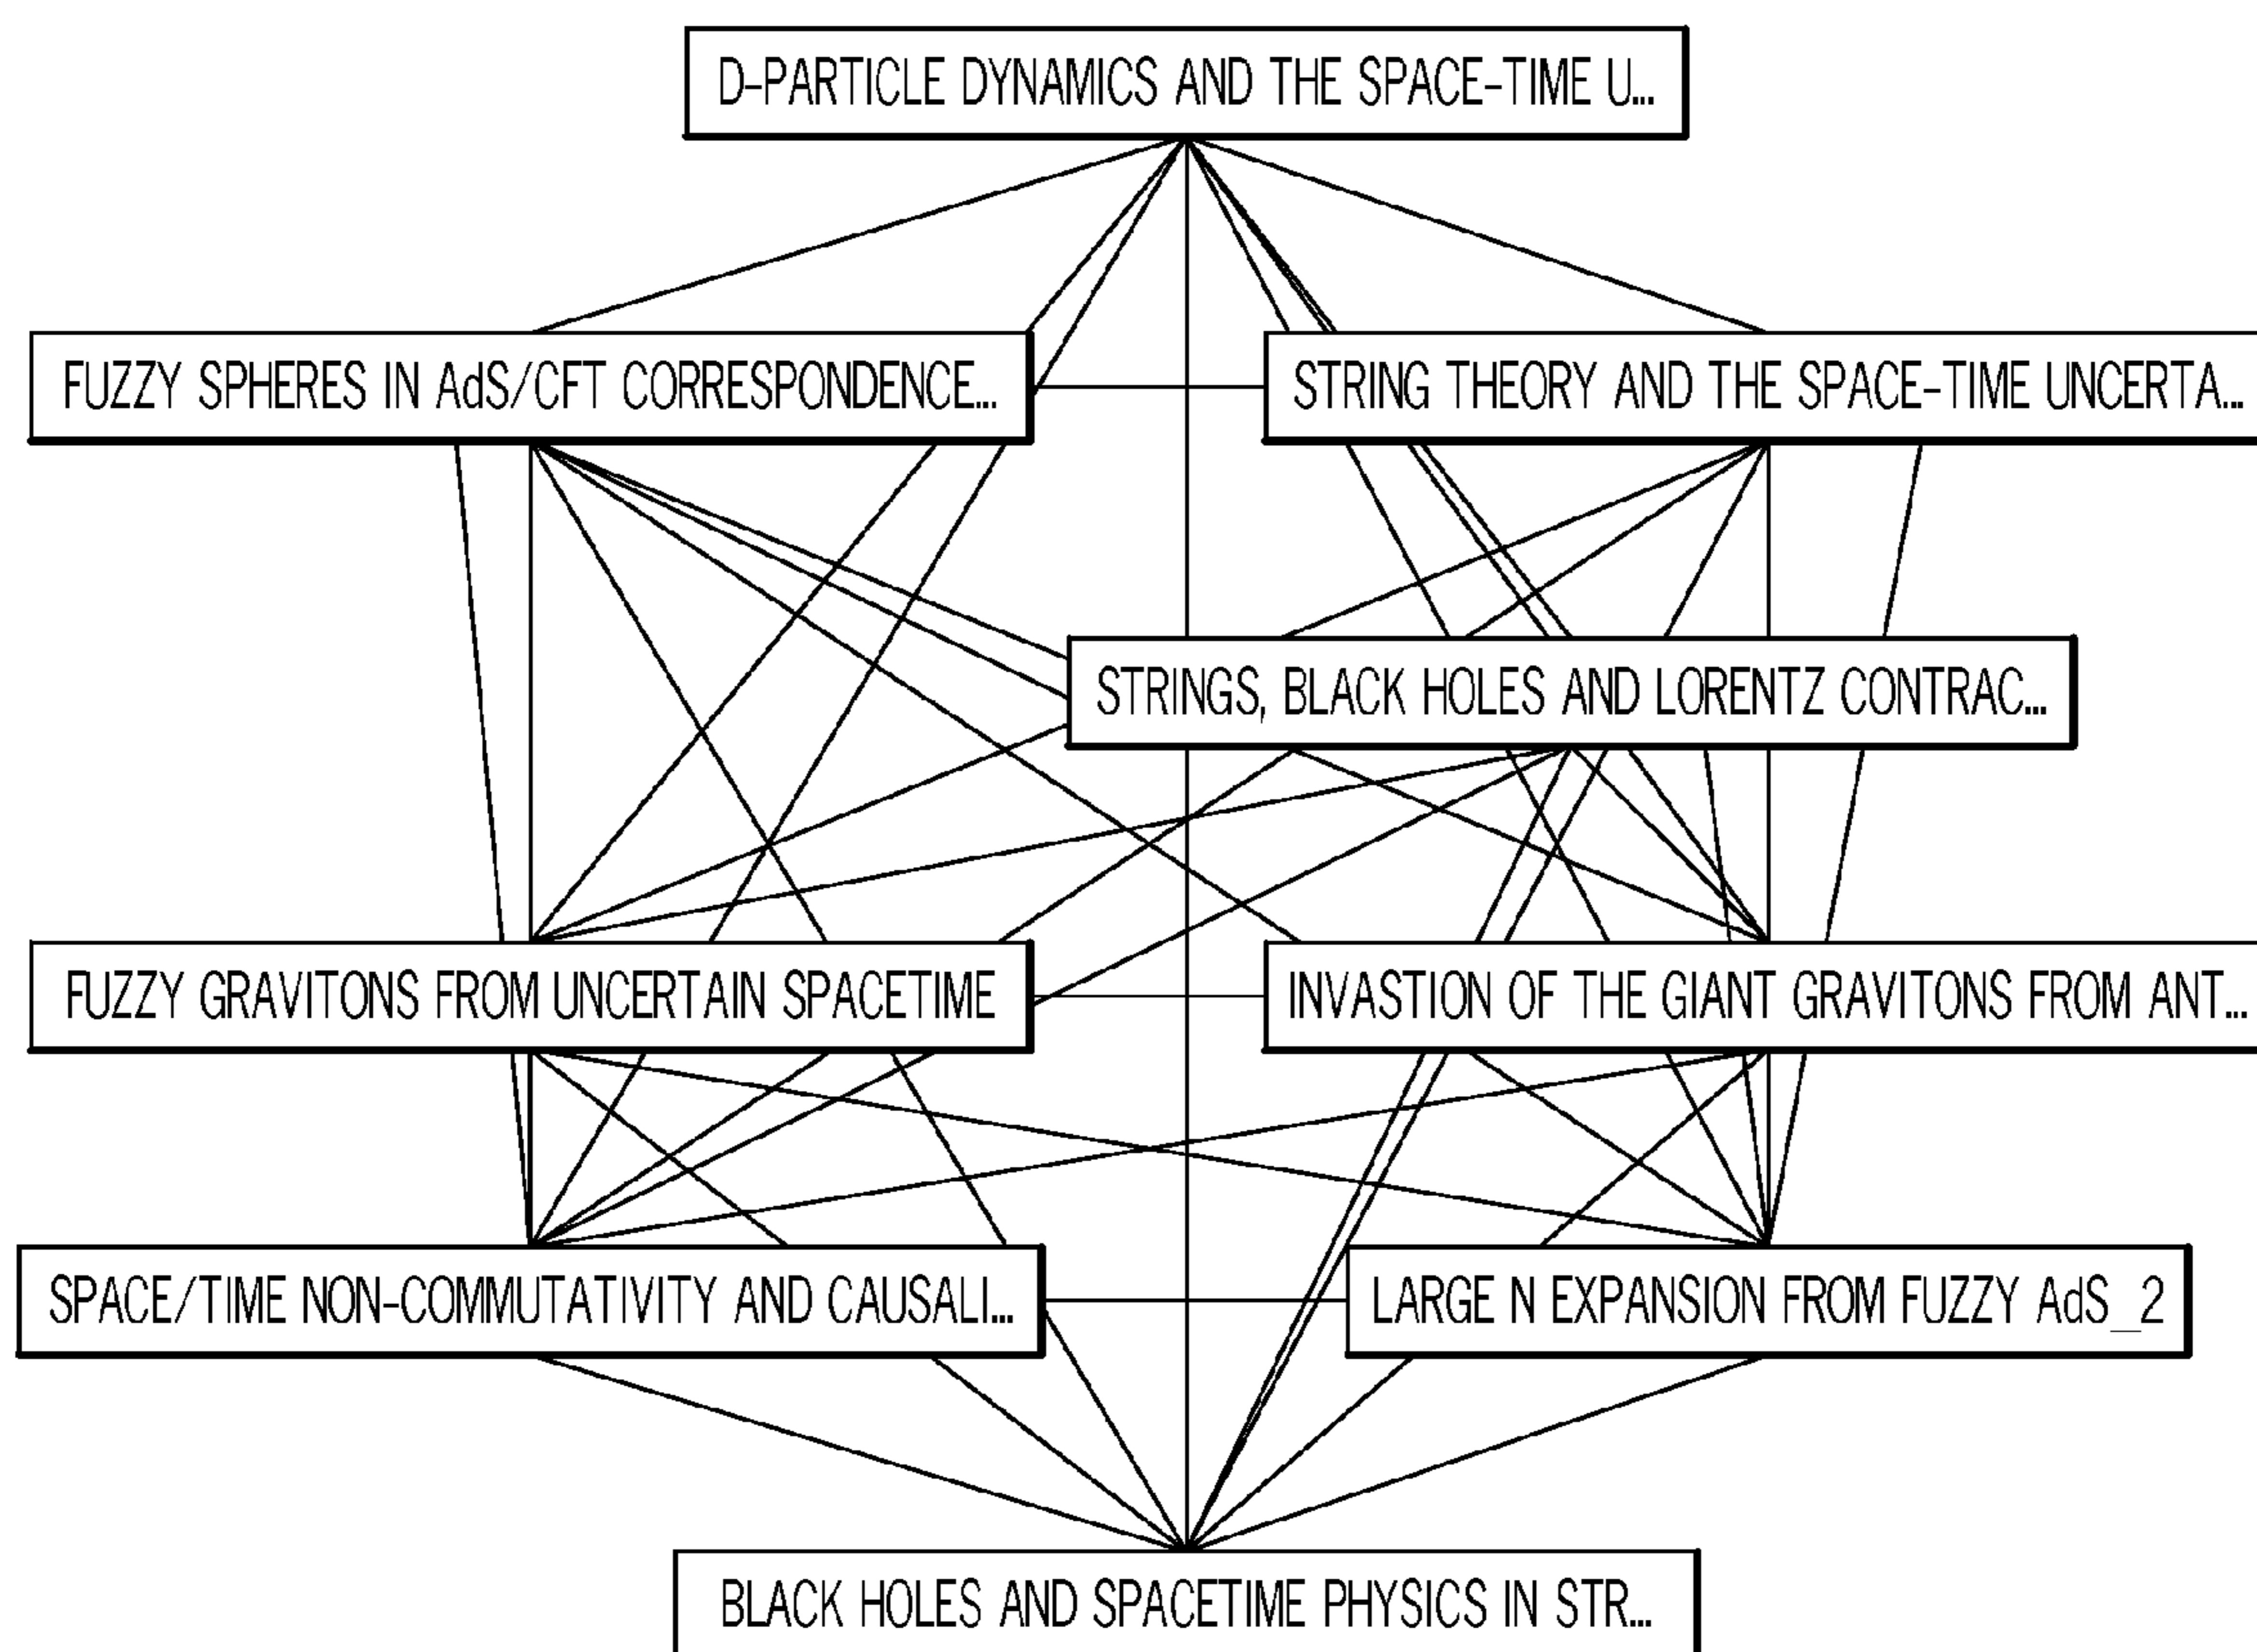 D-PARTICLE DYNAMICS AND THE SPACE-TIME U...
FUZZY SPHERES IN AdS/CFT CORRESPONDENCE...
STRING THEORY AND THE SPACE-TIME UNCERTA...
STRINGS, BLACK HOLES AND LORENTZ CONTRAC...
FUZZY GRAVITONS FROM UNCERTAIN SPACETIME
INVASTION OF THE GIANT GRAVITONS FROM ANT...
SPACE/TIME NON-COMMUTATIVITY AND CAUSALI...
LARGE N EXPANSION FROM FUZZY AdS_2
BLACK HOLES AND SPACETIME PHYSICS IN STR...